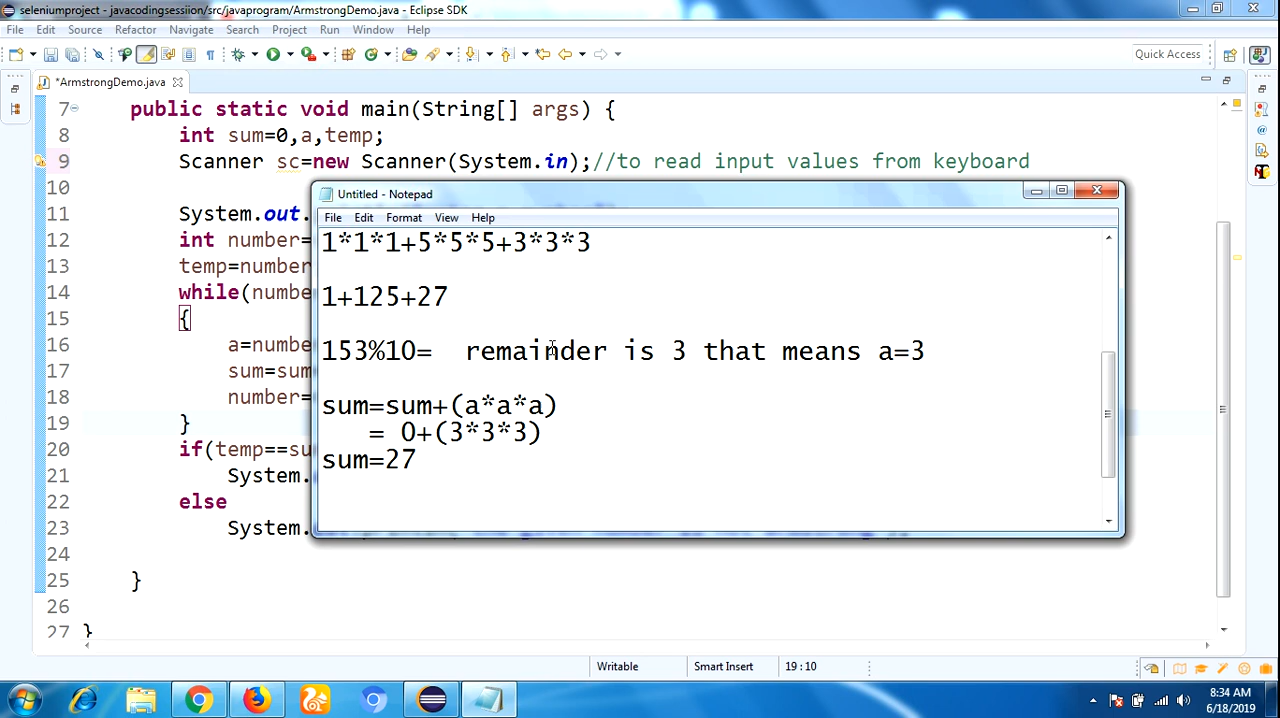 seleniumproject - javacodingsessiion/src/javaprogram/ArmstrongDemo.java - Eclipse SDK
File Edit Source Refactor Navigate Search Project Run Window Help
Quick Access
*ArmstrongDemo.java
7 public static void main(String[] args) {
8 int sum=0,a,temp;
9 Scanner sc=new Scanner(System.in);//to read input values from keyboard
10
11 System.out.
12 int number=
13 temp=number
14 while(numbe
15 {
16 a=numbe
17 sum=sum
18 number=
19 }
20 if(temp==su
21 System.
22 else
23 System.
24
25 }
26
27 }
Untitled - Notepad
File Edit Format View Help
1*1*1+5*5*5+3*3*3
1+125+27
153%10= remainder is 3 that means a=3
sum=sum+(a*a*a)
= 0+(3*3*3)
sum=27
Writable Smart Insert 19:10
8:34 AM
6/18/2019